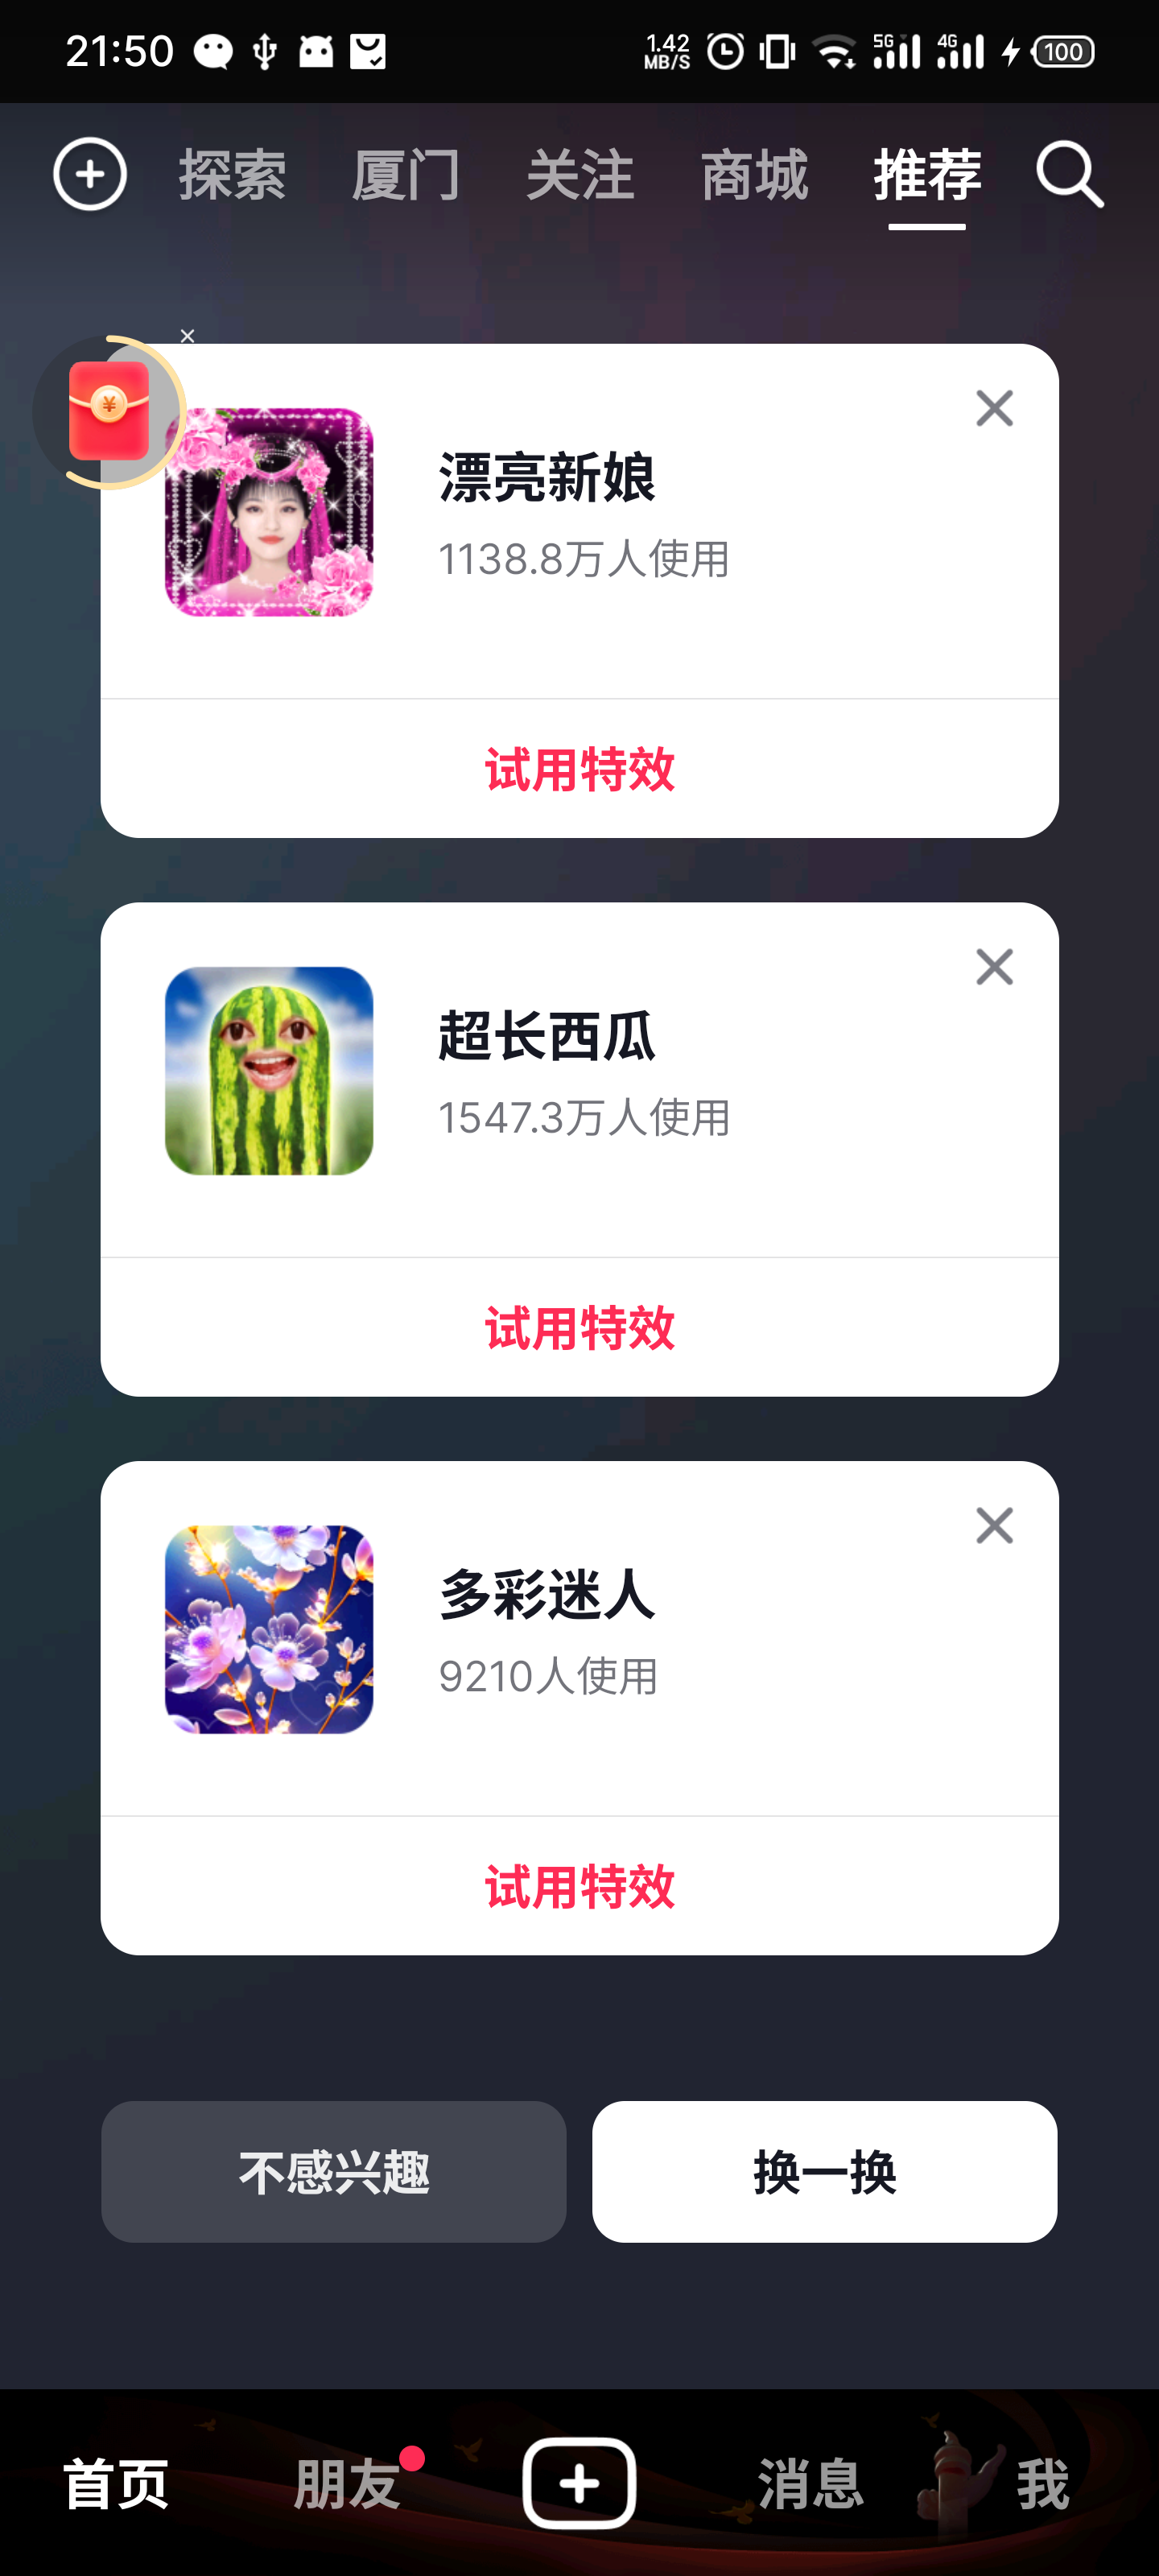 21:50
1.42 MB/S
5G
4G
100
探索 厦门 关注 商城 推荐
¥
漂亮新娘
1138.8万人使用
试用特效
超长西瓜
1547.3万人使用
试用特效
多彩迷人
9210人使用
试用特效
不感兴趣 换一换
首页 朋友 消息 我